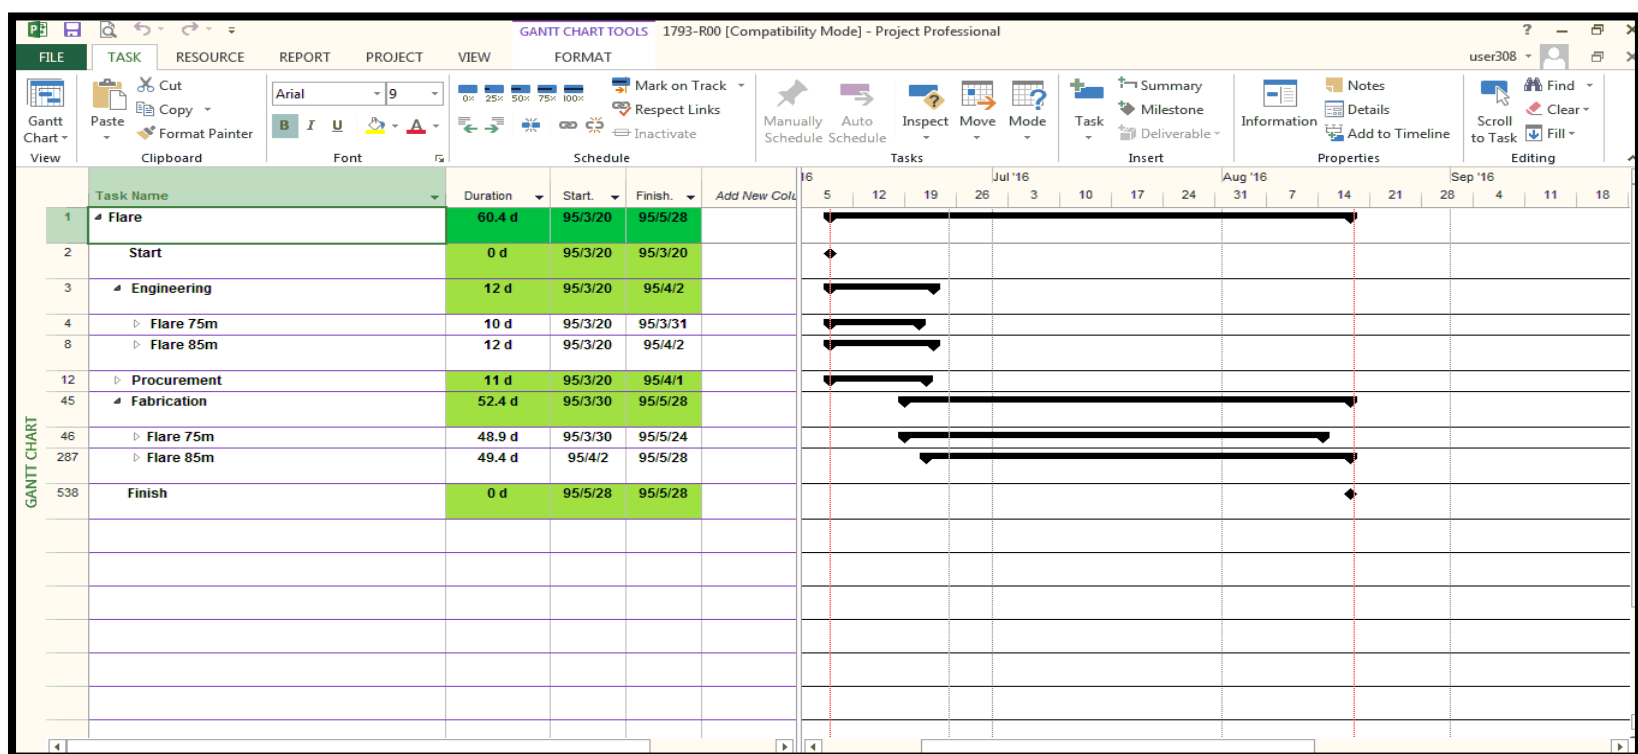 GANTT CHART TOOLS 1793-R00 [Compatibility Mode] - Project Professional ?
FILE TASK RESOURCE REPORT PROJECT VIEW FORMAT user308
Gantt Chart
Paste
Cut
Copy
Format Painter
Arial 9
B I U A
0% 25% 50% 75% 100%
Mark on Track
Respect Links
Inactivate
Manually Schedule
Auto Schedule
Inspect
Move
Mode
Task
Summary
Milestone
Deliverable
Information
Notes
Details
Add to Timeline
Scroll to Task
Find
Clear
Fill
View Clipboard Font Schedule Tasks Insert Properties Editing
16 Jul '16 Aug '16 Sep '16
Task Name Duration Start. Finish. Add New Colu 5 12 19 26 3 10 17 24 31 7 14 21 28 4 11 18
1 Flare 60.4 d 95/3/20 95/5/28
2 Start 0 d 95/3/20 95/3/20
3 Engineering 12 d 95/3/20 95/4/2
4 Flare 75m 10 d 95/3/20 95/3/31
8 Flare 85m 12 d 95/3/20 95/4/2
12 Procurement 11 d 95/3/20 95/4/1
45 Fabrication 52.4 d 95/3/30 95/5/28
46 Flare 75m 48.9 d 95/3/30 95/5/24
287 Flare 85m 49.4 d 95/4/2 95/5/28
538 Finish 0 d 95/5/28 95/5/28
GANTT CHART